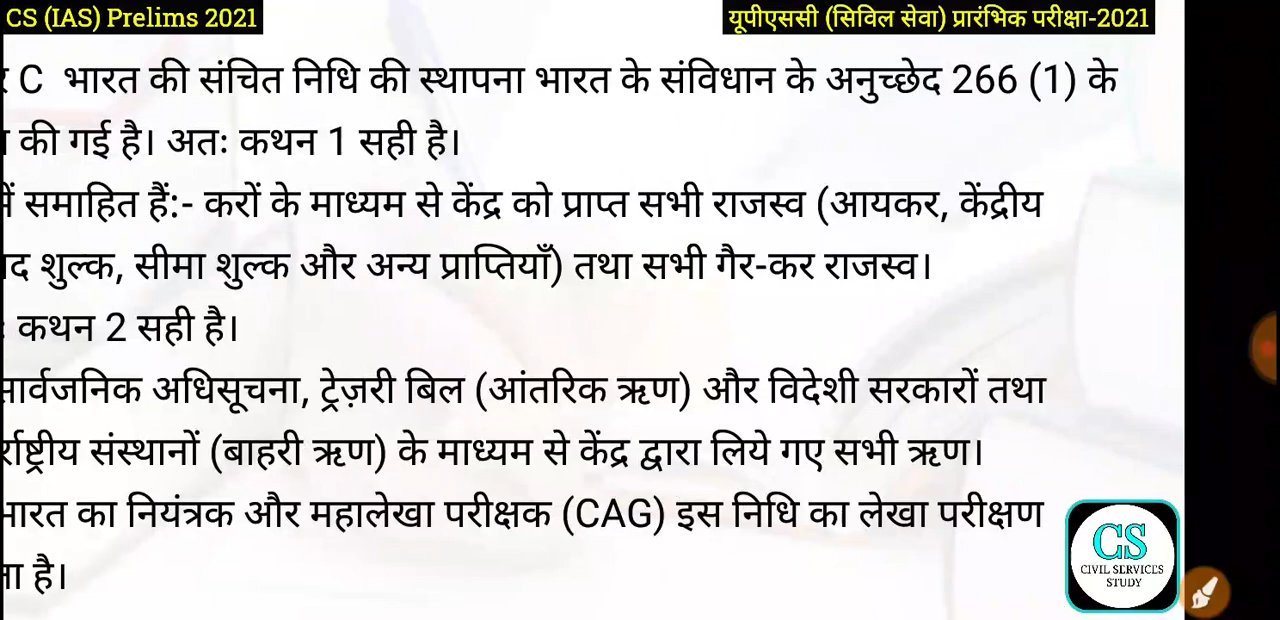 CS (IAS) Prelims 2021
यूपीएससी (सिविल सेवा) प्रारंभिक परीक्षा-2021
C भारत की संचित निधि की स्थापना भारत के संविधान के अनुच्छेद 266 (1) के
की गई है। अतः कथन 1 सही है।
समाहित हैं:- करों के माध्यम से केंद्र को प्राप्त सभी राजस्व (आयकर, केंद्रीय
शुल्क, सीमा शुल्क और अन्य प्राप्तियाँ) तथा सभी गैर-कर राजस्व।
कथन 2 सही है।
सार्वजनिक अधिसूचना, ट्रेज़री बिल (आंतरिक ऋण) और विदेशी सरकारों तथा
संस्थानों (बाहरी ऋण) के माध्यम से केंद्र द्वारा लिये गए सभी ऋण।
भारत का नियंत्रक और महालेखा परीक्षक (CAG) इस निधि का लेखा परीक्षण
है।
CS
CIVIL SERVICES
STUDY